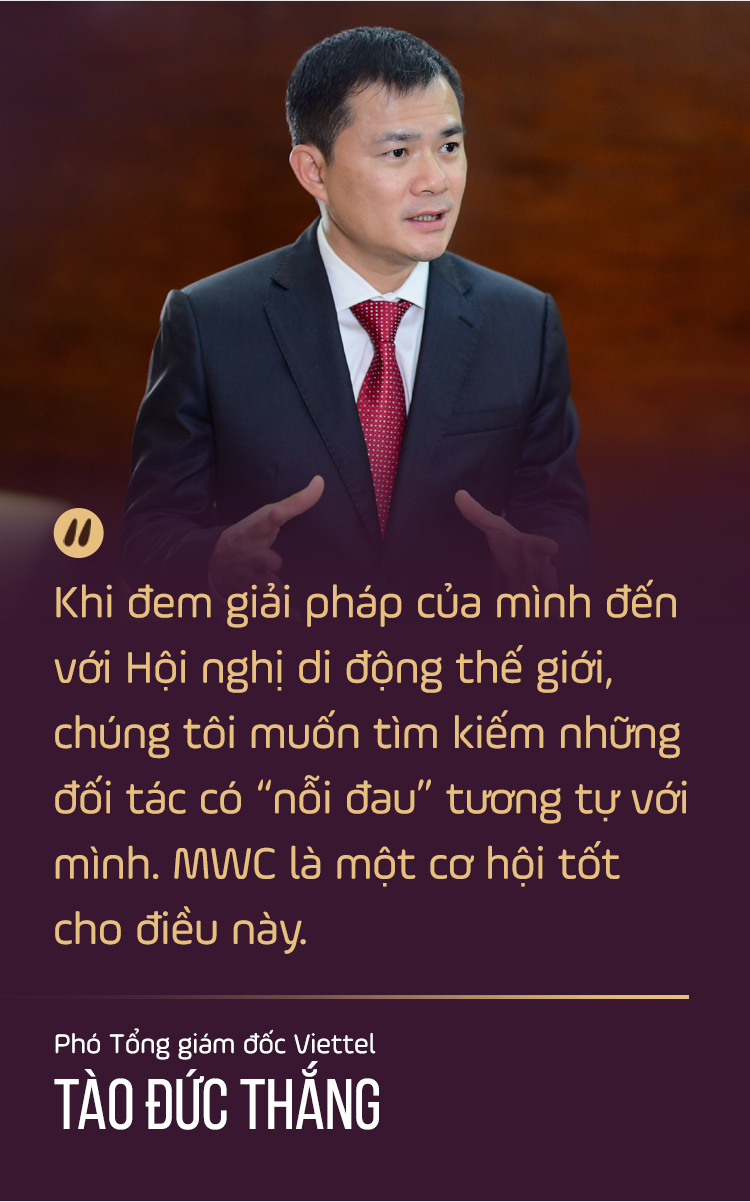 Khi đem giải pháp của mình đến
với Hội nghị di động thế giới,
chúng tôi muốn tìm kiếm những
đối tác có “nỗi đau” tương tự với
mình. MWC là một cơ hội tốt
cho điều này.
Phó Tổng giám đốc Viettel
TÀO ĐỨC THẮNG